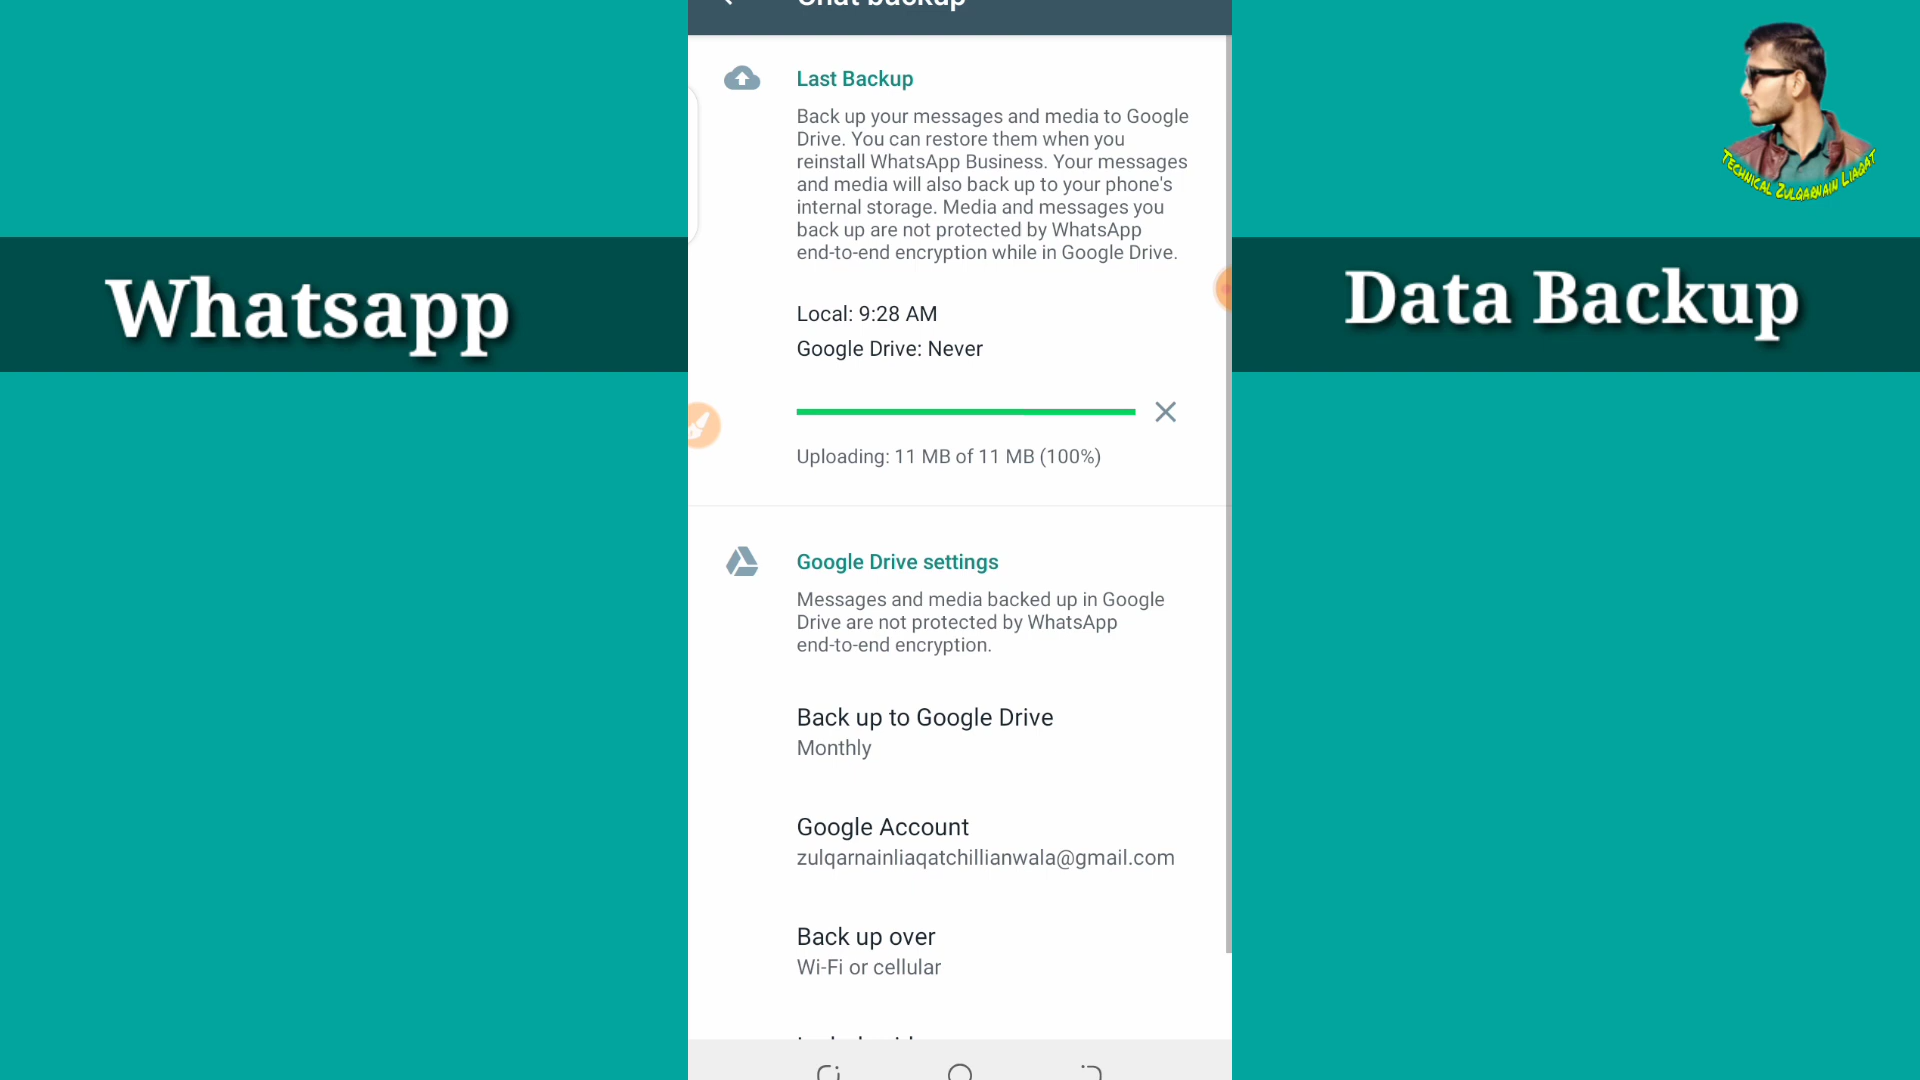 Chat backup
Last Backup
Back up your messages and media to Google
Drive. You can restore them when you
reinstall WhatsApp Business. Your messages
and media will also back up to your phone's
internal storage. Media and messages you
back up are not protected by WhatsApp
end-to-end encryption while in Google Drive.
Local: 9:28 AM
Google Drive: Never
Uploading: 11 MB of 11 MB (100%)
Google Drive settings
Messages and media backed up in Google
Drive are not protected by WhatsApp
end-to-end encryption.
Back up to Google Drive
Monthly
Google Account
zulqarnainliaqatchillianwala@gmail.com
Back up over
Wi-Fi or cellular
Whatsapp
Data Backup
Technical Zulqarnain Liaqat